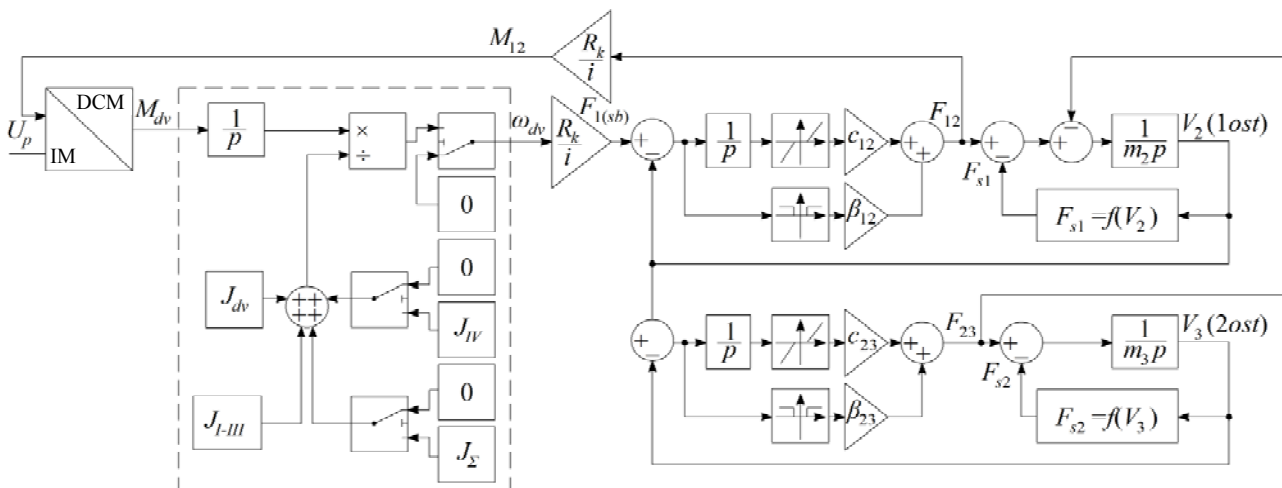 M12
Rk
i
DCM
IM
Up
Mdv
1
p
×
÷
0
ωdv
Rk
i
F1(sb)
+
−
1
p
c12
β12
+
+
F12
+
−
Fs1
−
+
1
m2 p
V2 (1ost)
Fs1 =f(V2)
Jdv
++
++
0
JIV
JI-III
0
JΣ
+
−
1
p
c23
β23
+
+
F23
+
−
Fs2
1
m3 p
V3 (2ost)
Fs2 =f(V3)